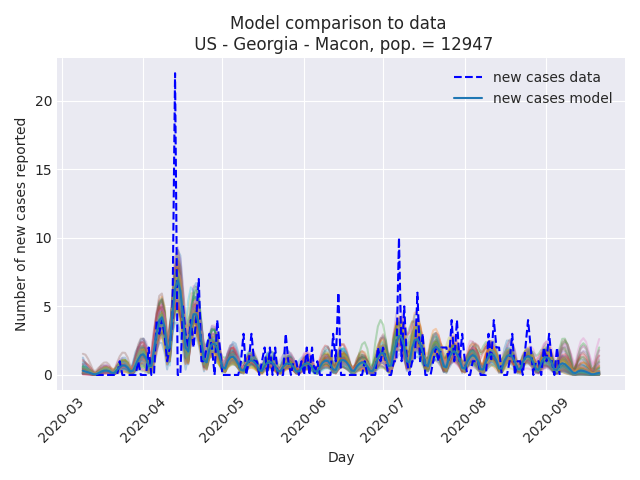 Model comparison to data
US - Georgia - Macon, pop. = 12947
new cases data
new cases model
Number of new cases reported
20
15
10
5
0
2020-03
2020-04
2020-05
2020-06
2020-07
2020-08
2020-09
Day